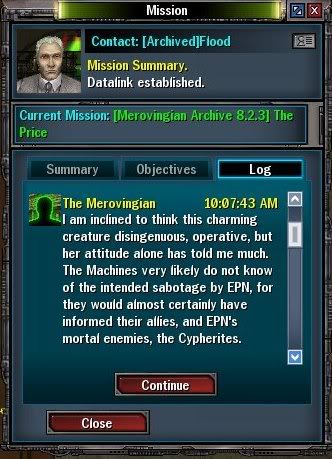 Mission
Contact: [Archived]Flood
Mission Summary.
Datalink established.
Current Mission: [Merovingian Archive 8.2.3] The
Price
Summary
Objectives
Log
The Merovingian 10:07:43 AM
I am inclined to think this charming
creature disingenuous, operative, but
her attitude alone has told me much.
The Machines very likely do not know
of the intended sabotage by EPN, for
they would almost certainly have
informed their allies, and EPN's
mortal enemies, the Cypherites.
Continue
Close